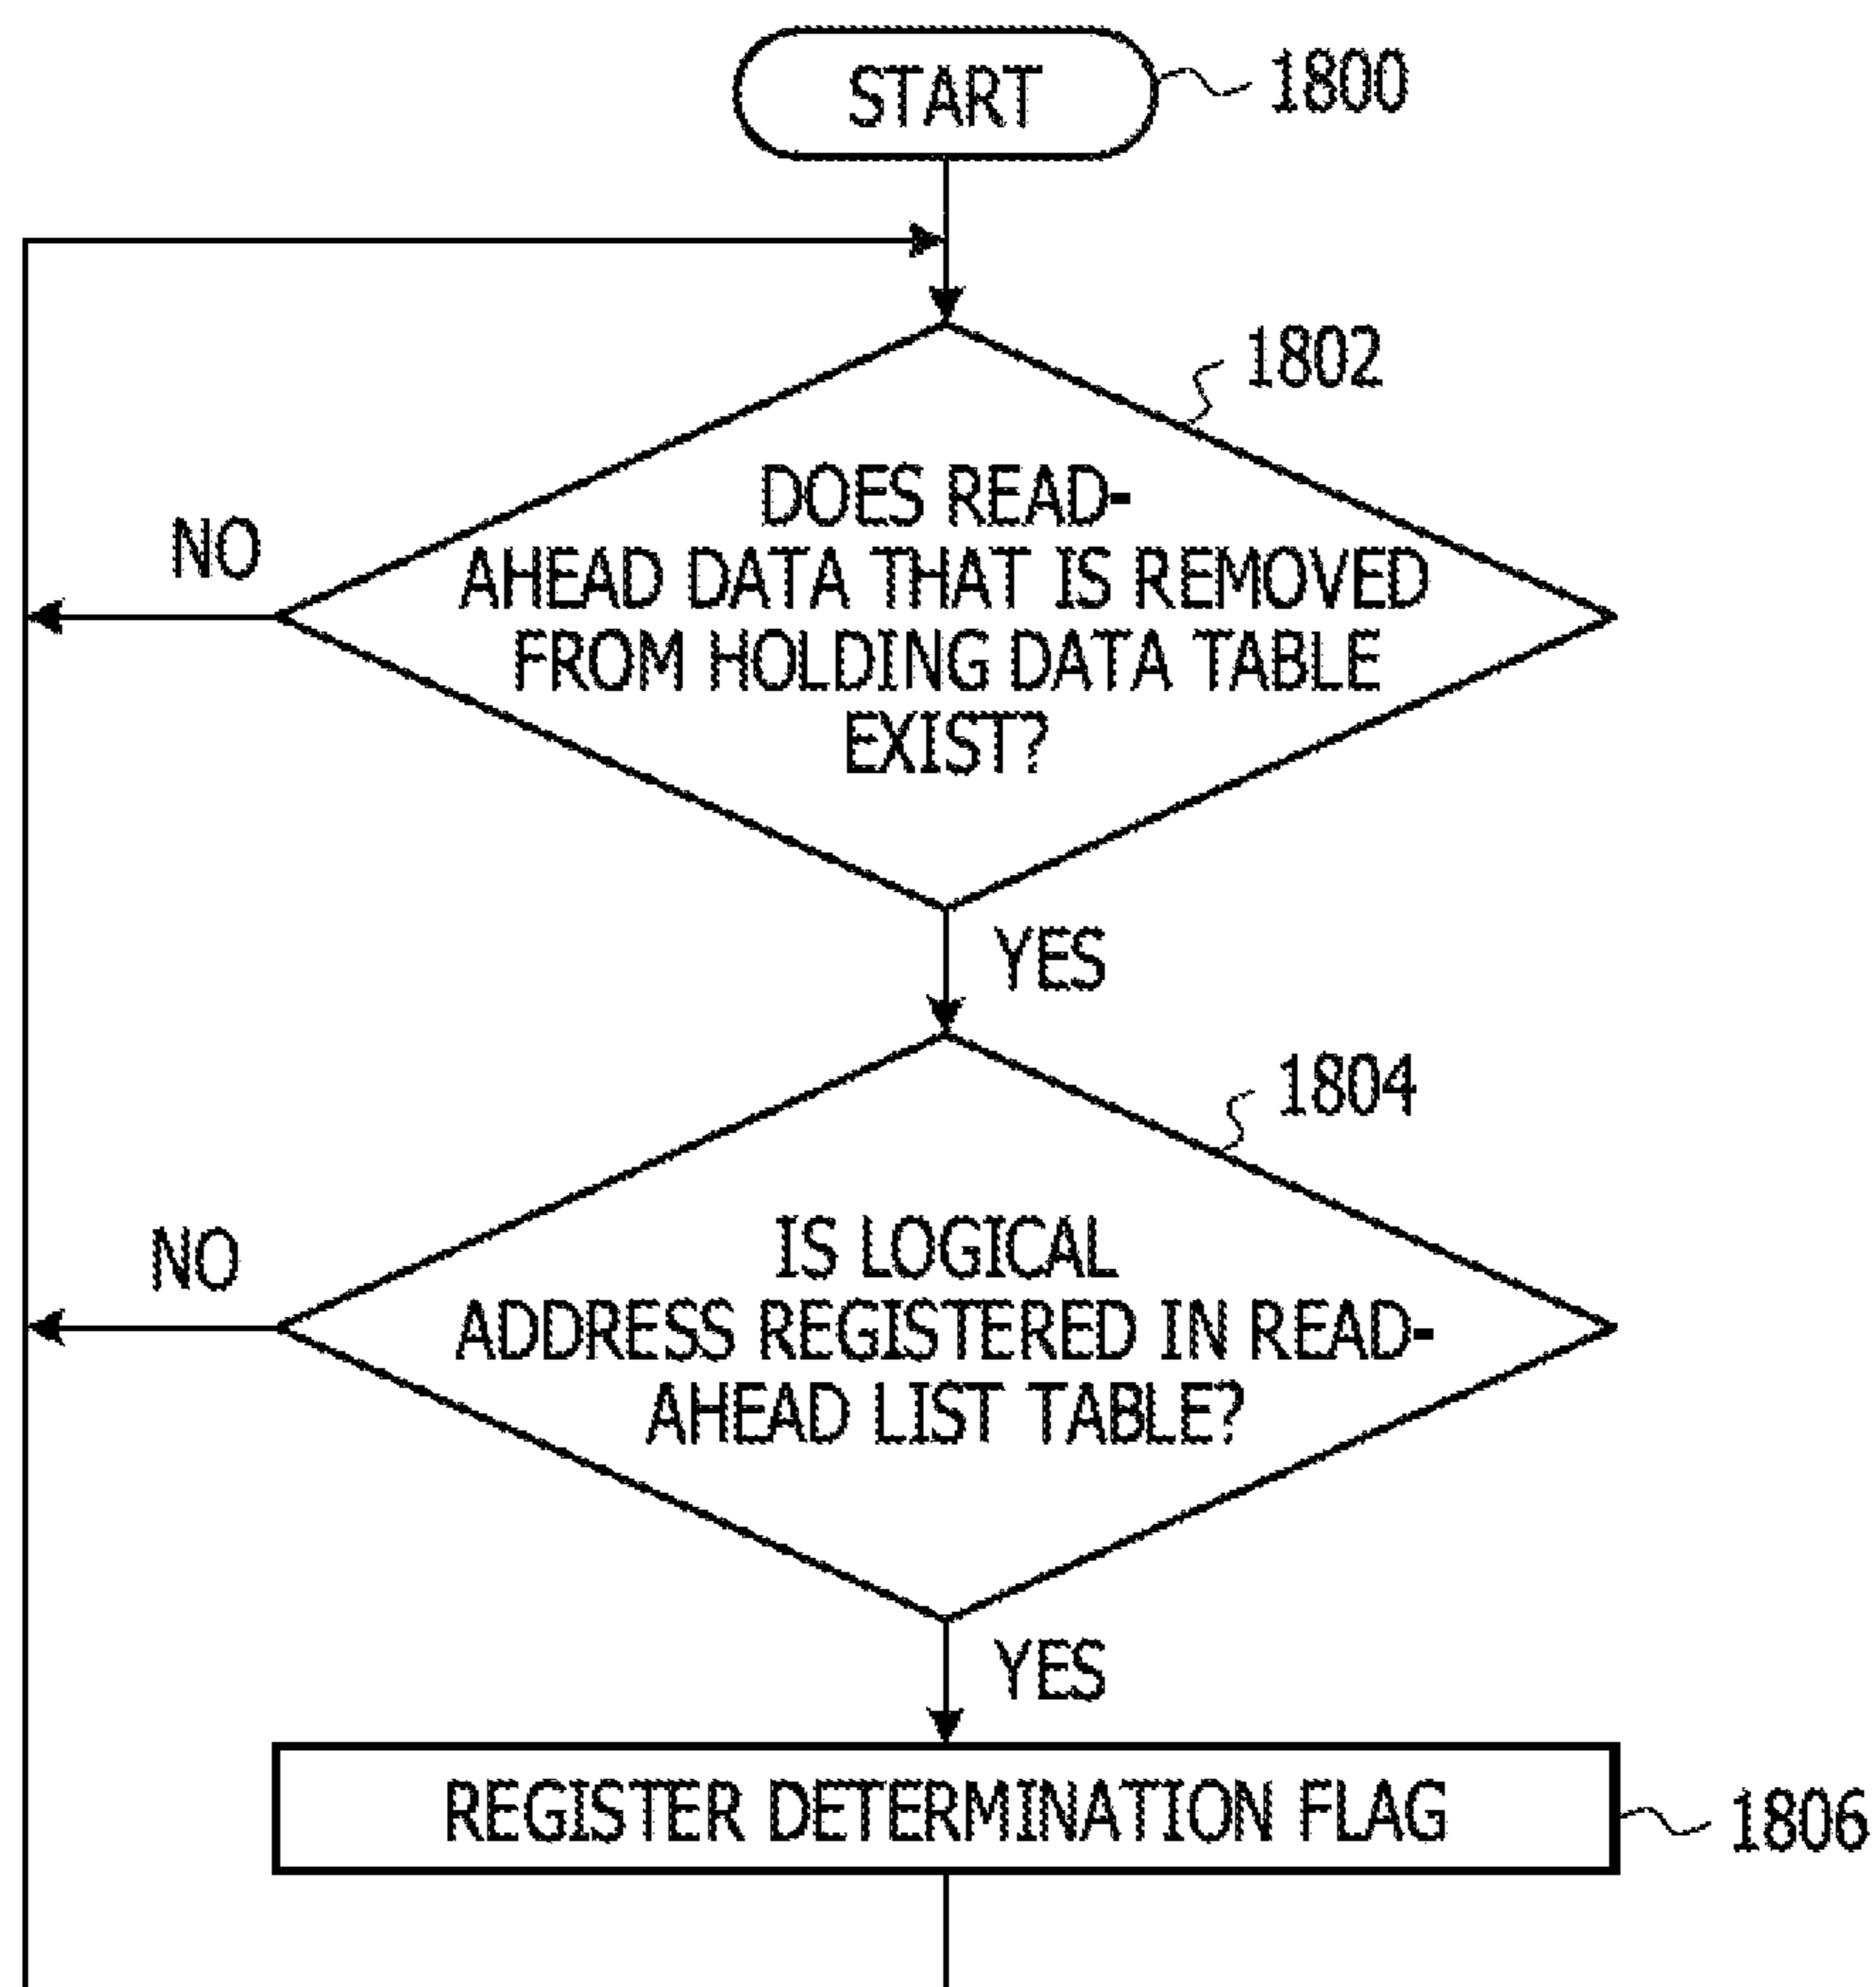 START
1800
1802
DOES READ-
AHEAD DATA THAT IS REMOVED
FROM HOLDING DATA TABLE
EXIST?
NO
YES
1804
IS LOGICAL
ADDRESS REGISTERED IN READ-
AHEAD LIST TABLE?
NO
YES
REGISTER DETERMINATION FLAG
1806